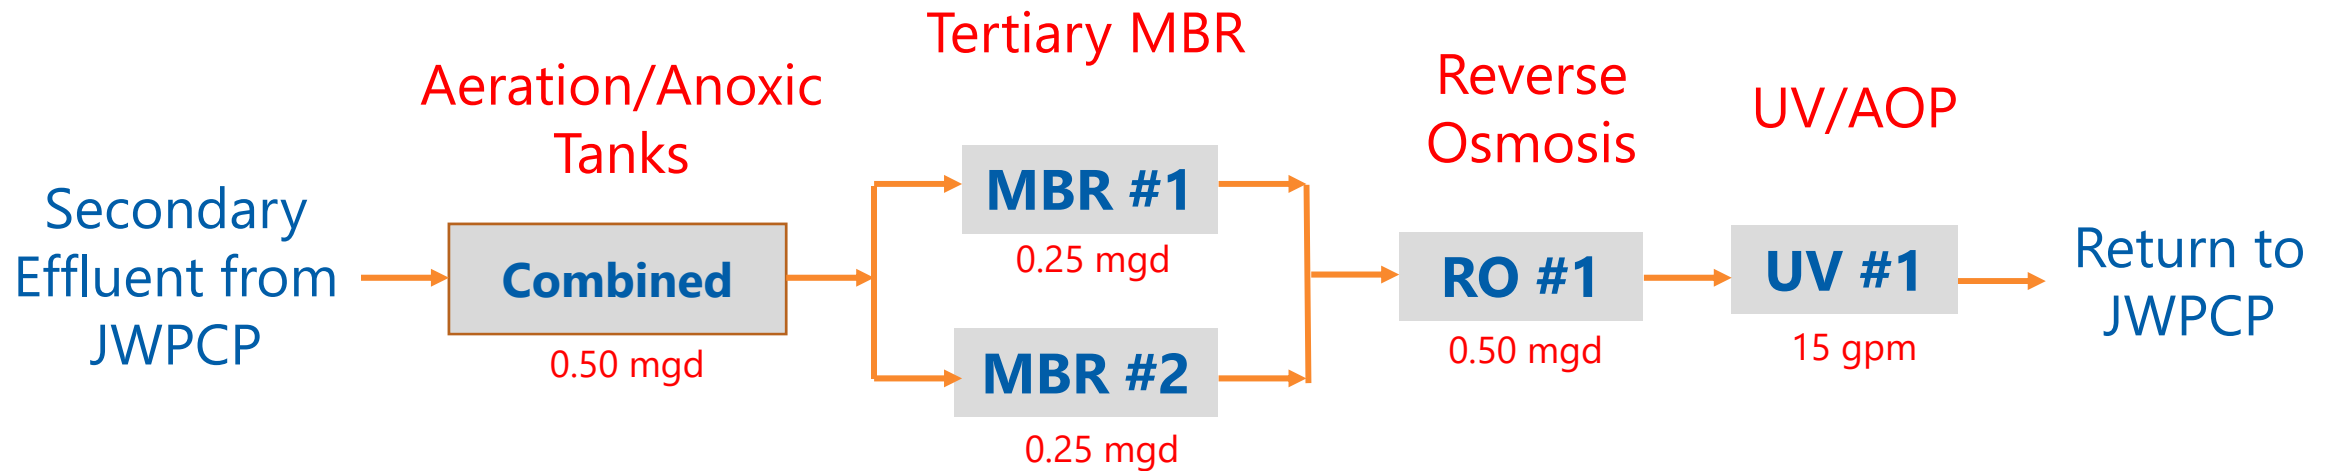 Secondary
Effluent from
JWPCP
Aeration/Anoxic
Tanks
Combined
0.50 mgd
Tertiary MBR
MBR #1
0.25 mgd
MBR #2
0.25 mgd
Reverse
Osmosis
RO #1
0.50 mgd
UV/AOP
UV #1
15 gpm
Return to
JWPCP